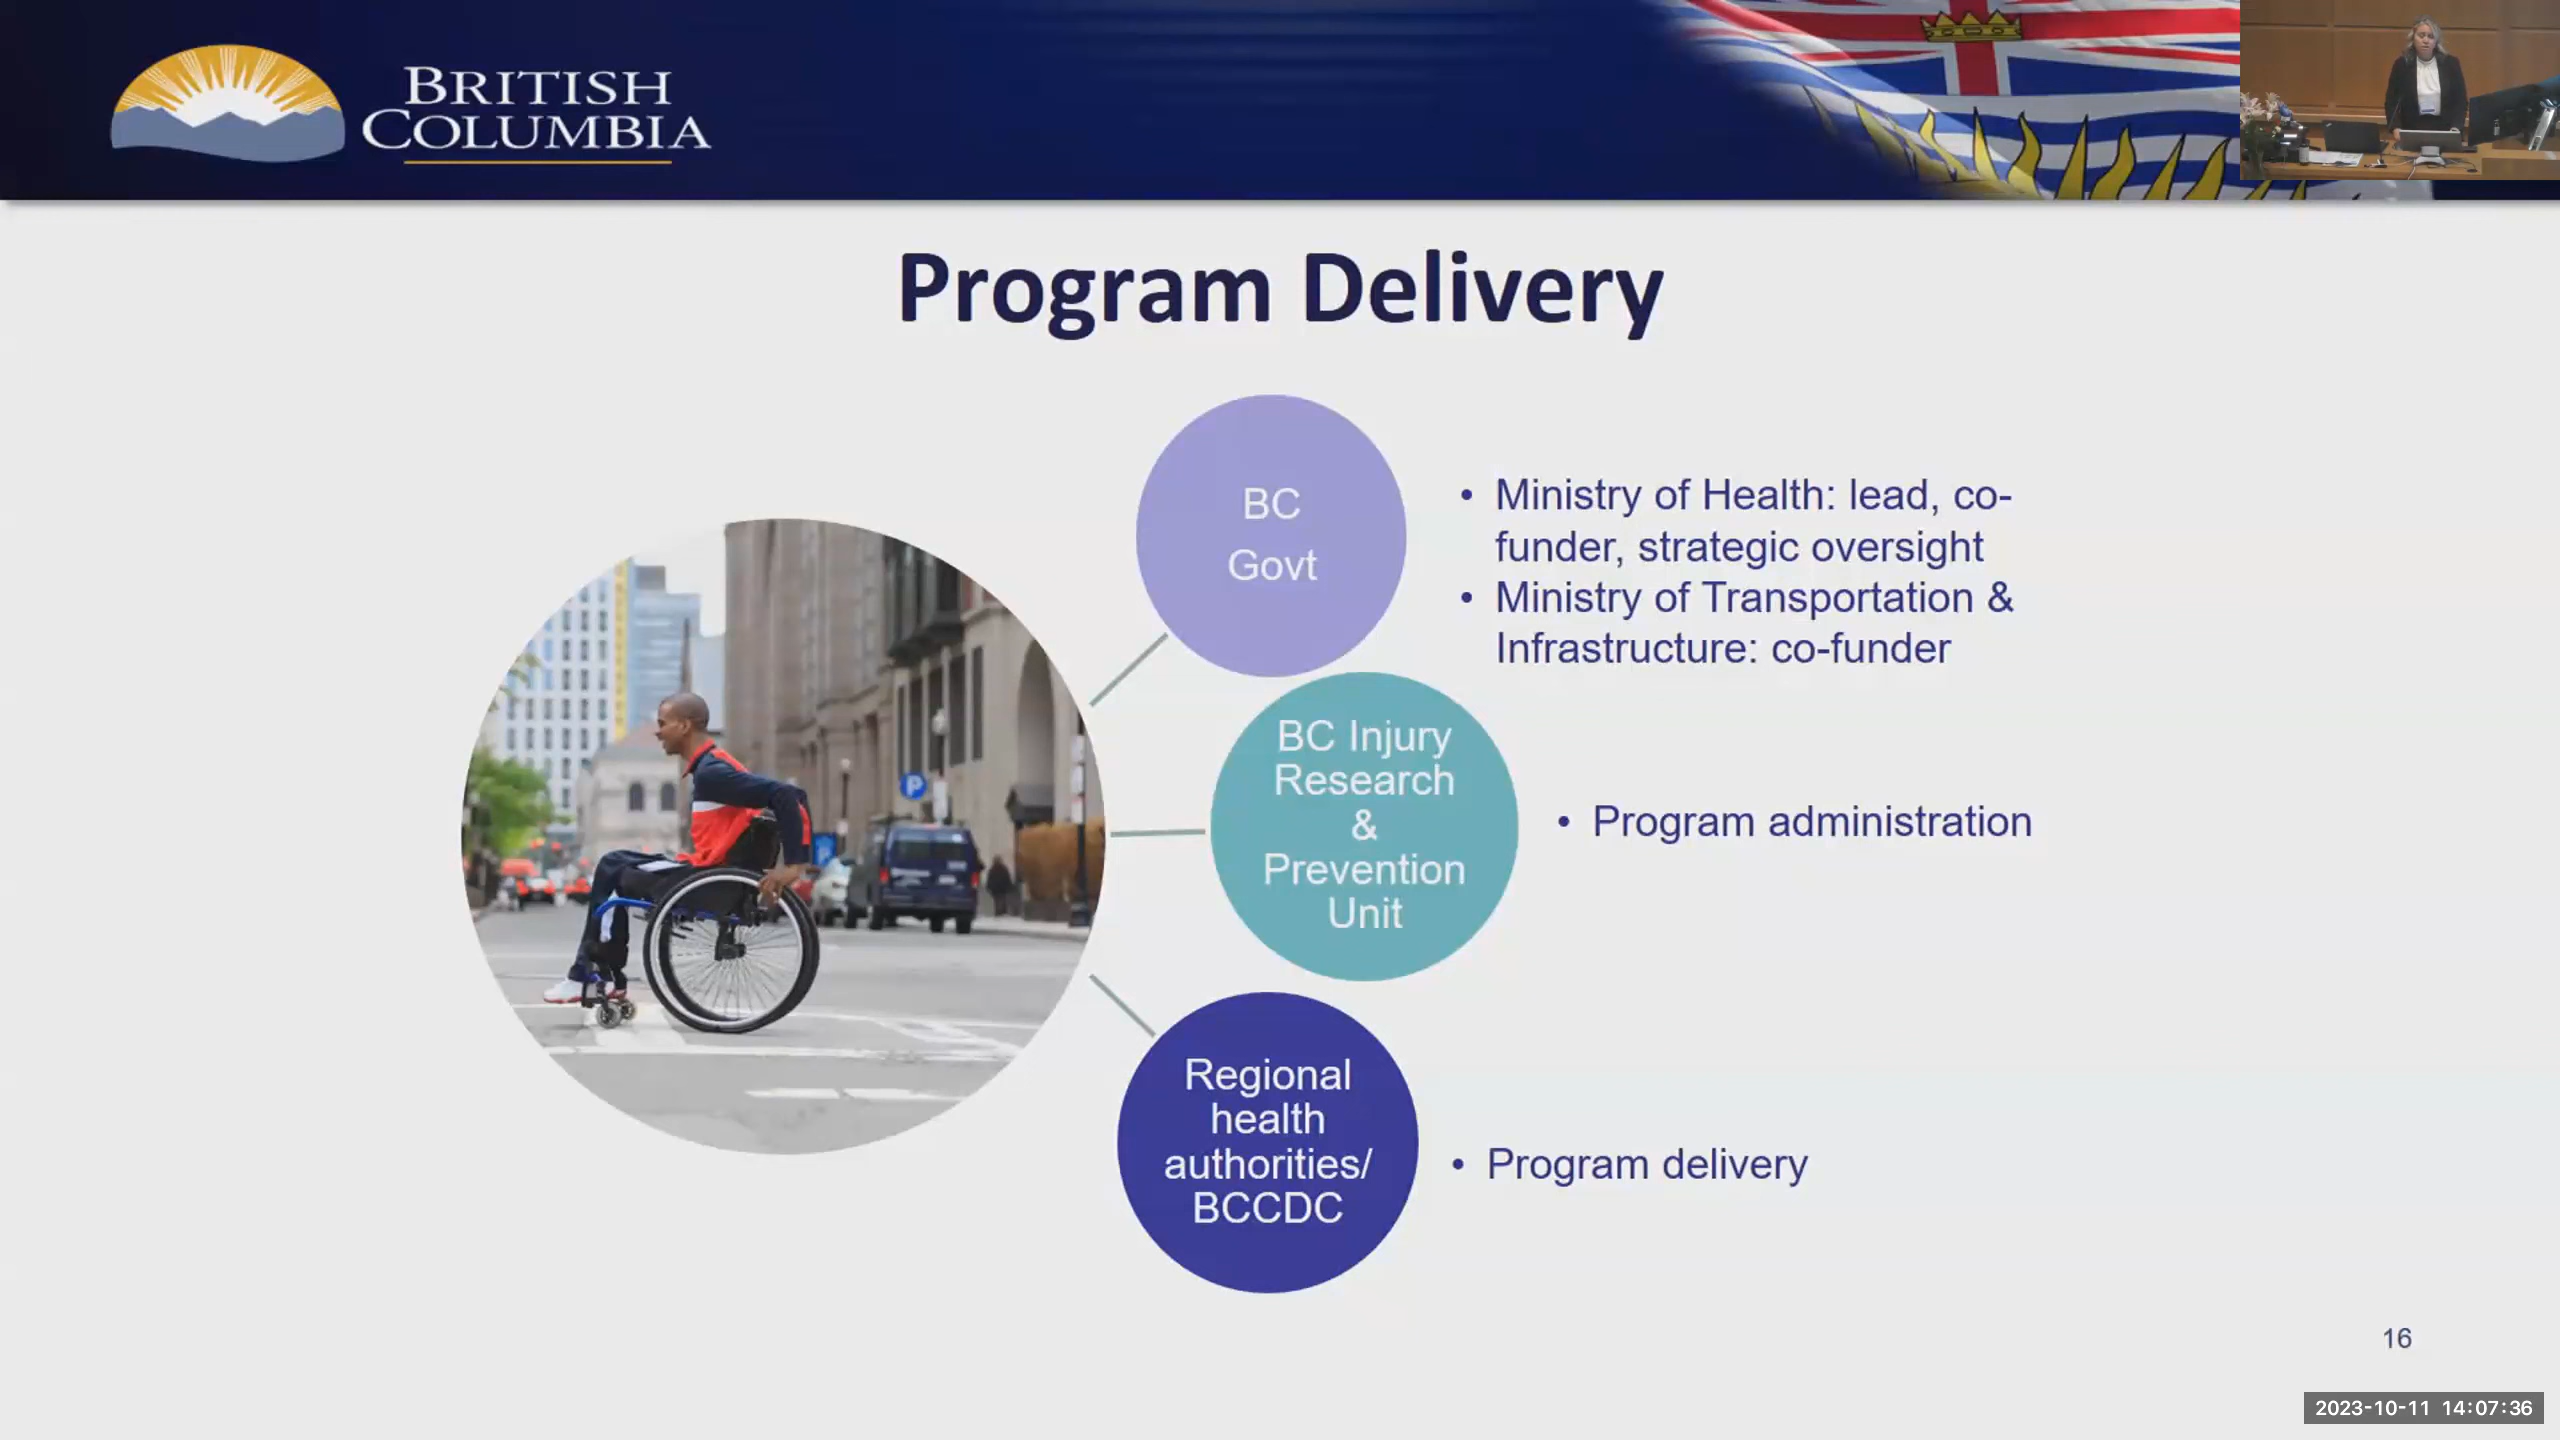 BRITISH
COLUMBIA
Program Delivery
BC
Govt
• Ministry of Health: lead, co-
funder, strategic oversight
• Ministry of Transportation &
Infrastructure: co-funder
BC Injury
Research
&
Prevention
Unit
• Program administration
P
Regional
health
authorities/
BCCDC
• Program delivery
16
2023-10-11 14:07:36